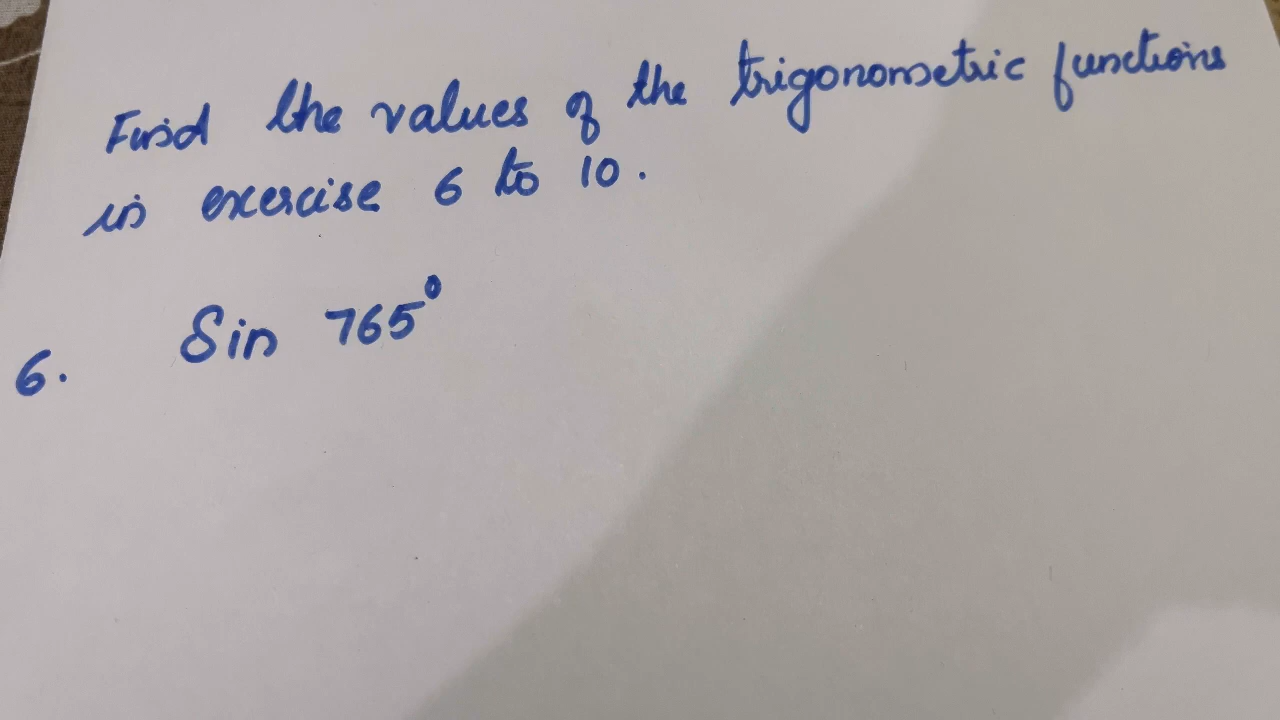 Find the values of the trigonometric functions
in exercise 6 to 10.
6. Sin 765°